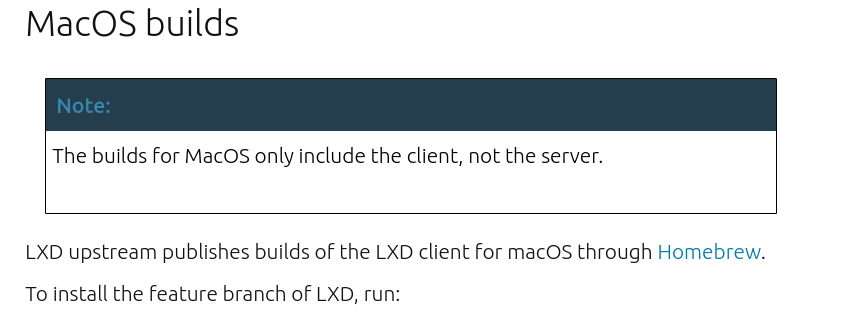 MacOS builds
Note:
The builds for MacOS only include the client, not the server.
LXD upstream publishes builds of the LXD client for macOS through Homebrew.
To install the feature branch of LXD, run: